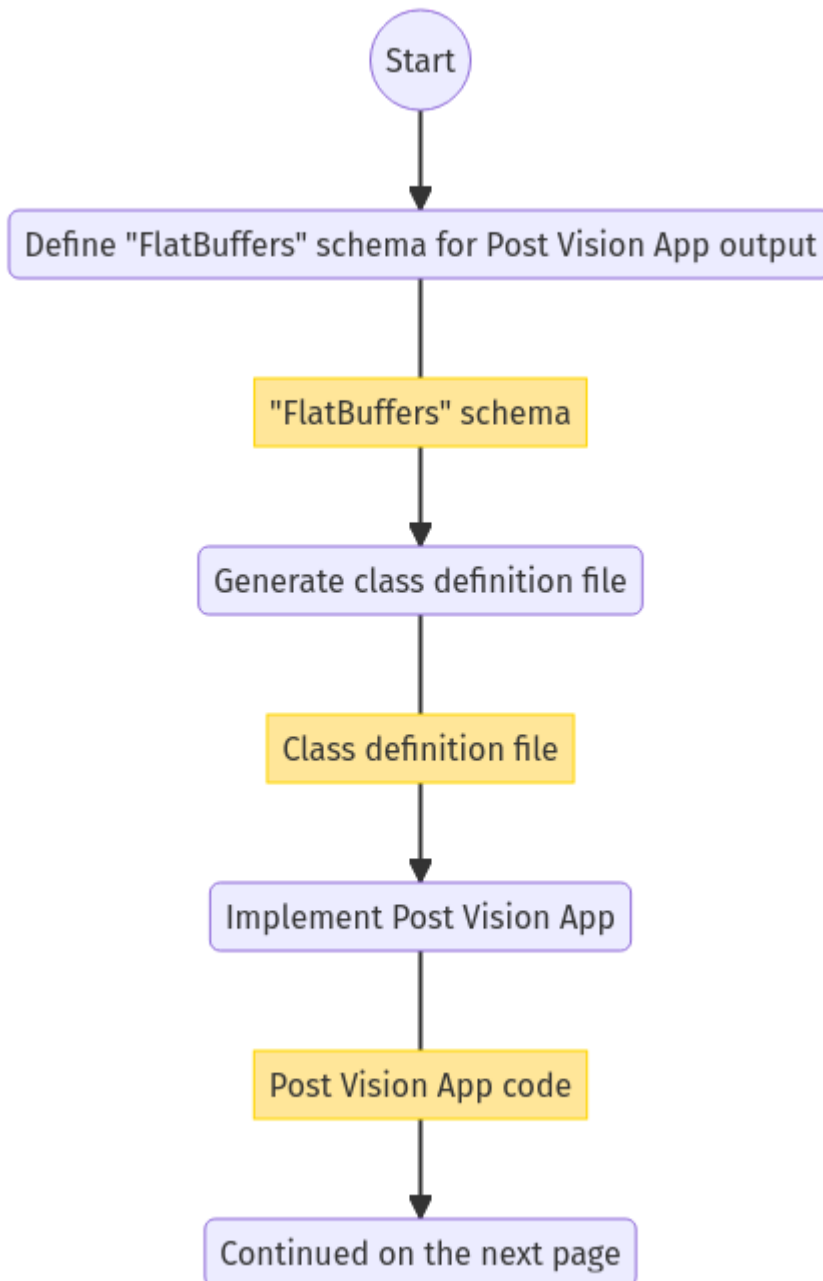 Start
Define "FlatBuffers" schema for Post Vision App output
"FlatBuffers" schema
Generate class definition file
Class definition file
Implement Post Vision App
Post Vision App code
Continued on the next page